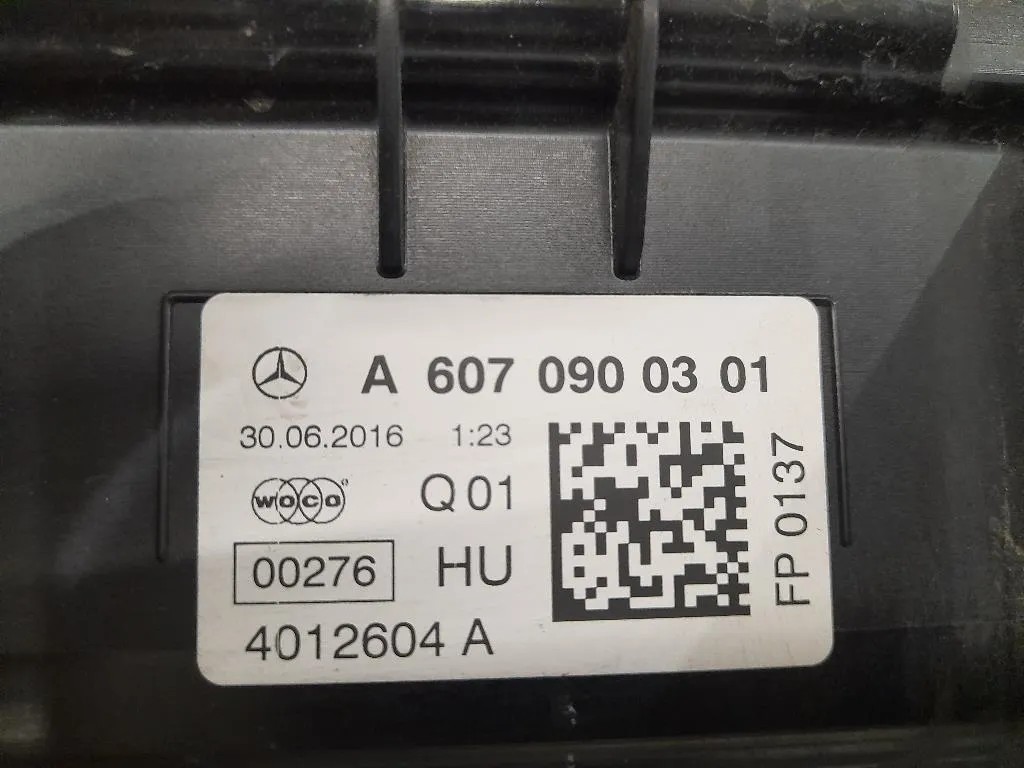 A 607 090 03 01
30.06.2016 1:23
WOCO
Q 01
00276
HU
4012604 A
FP 0137